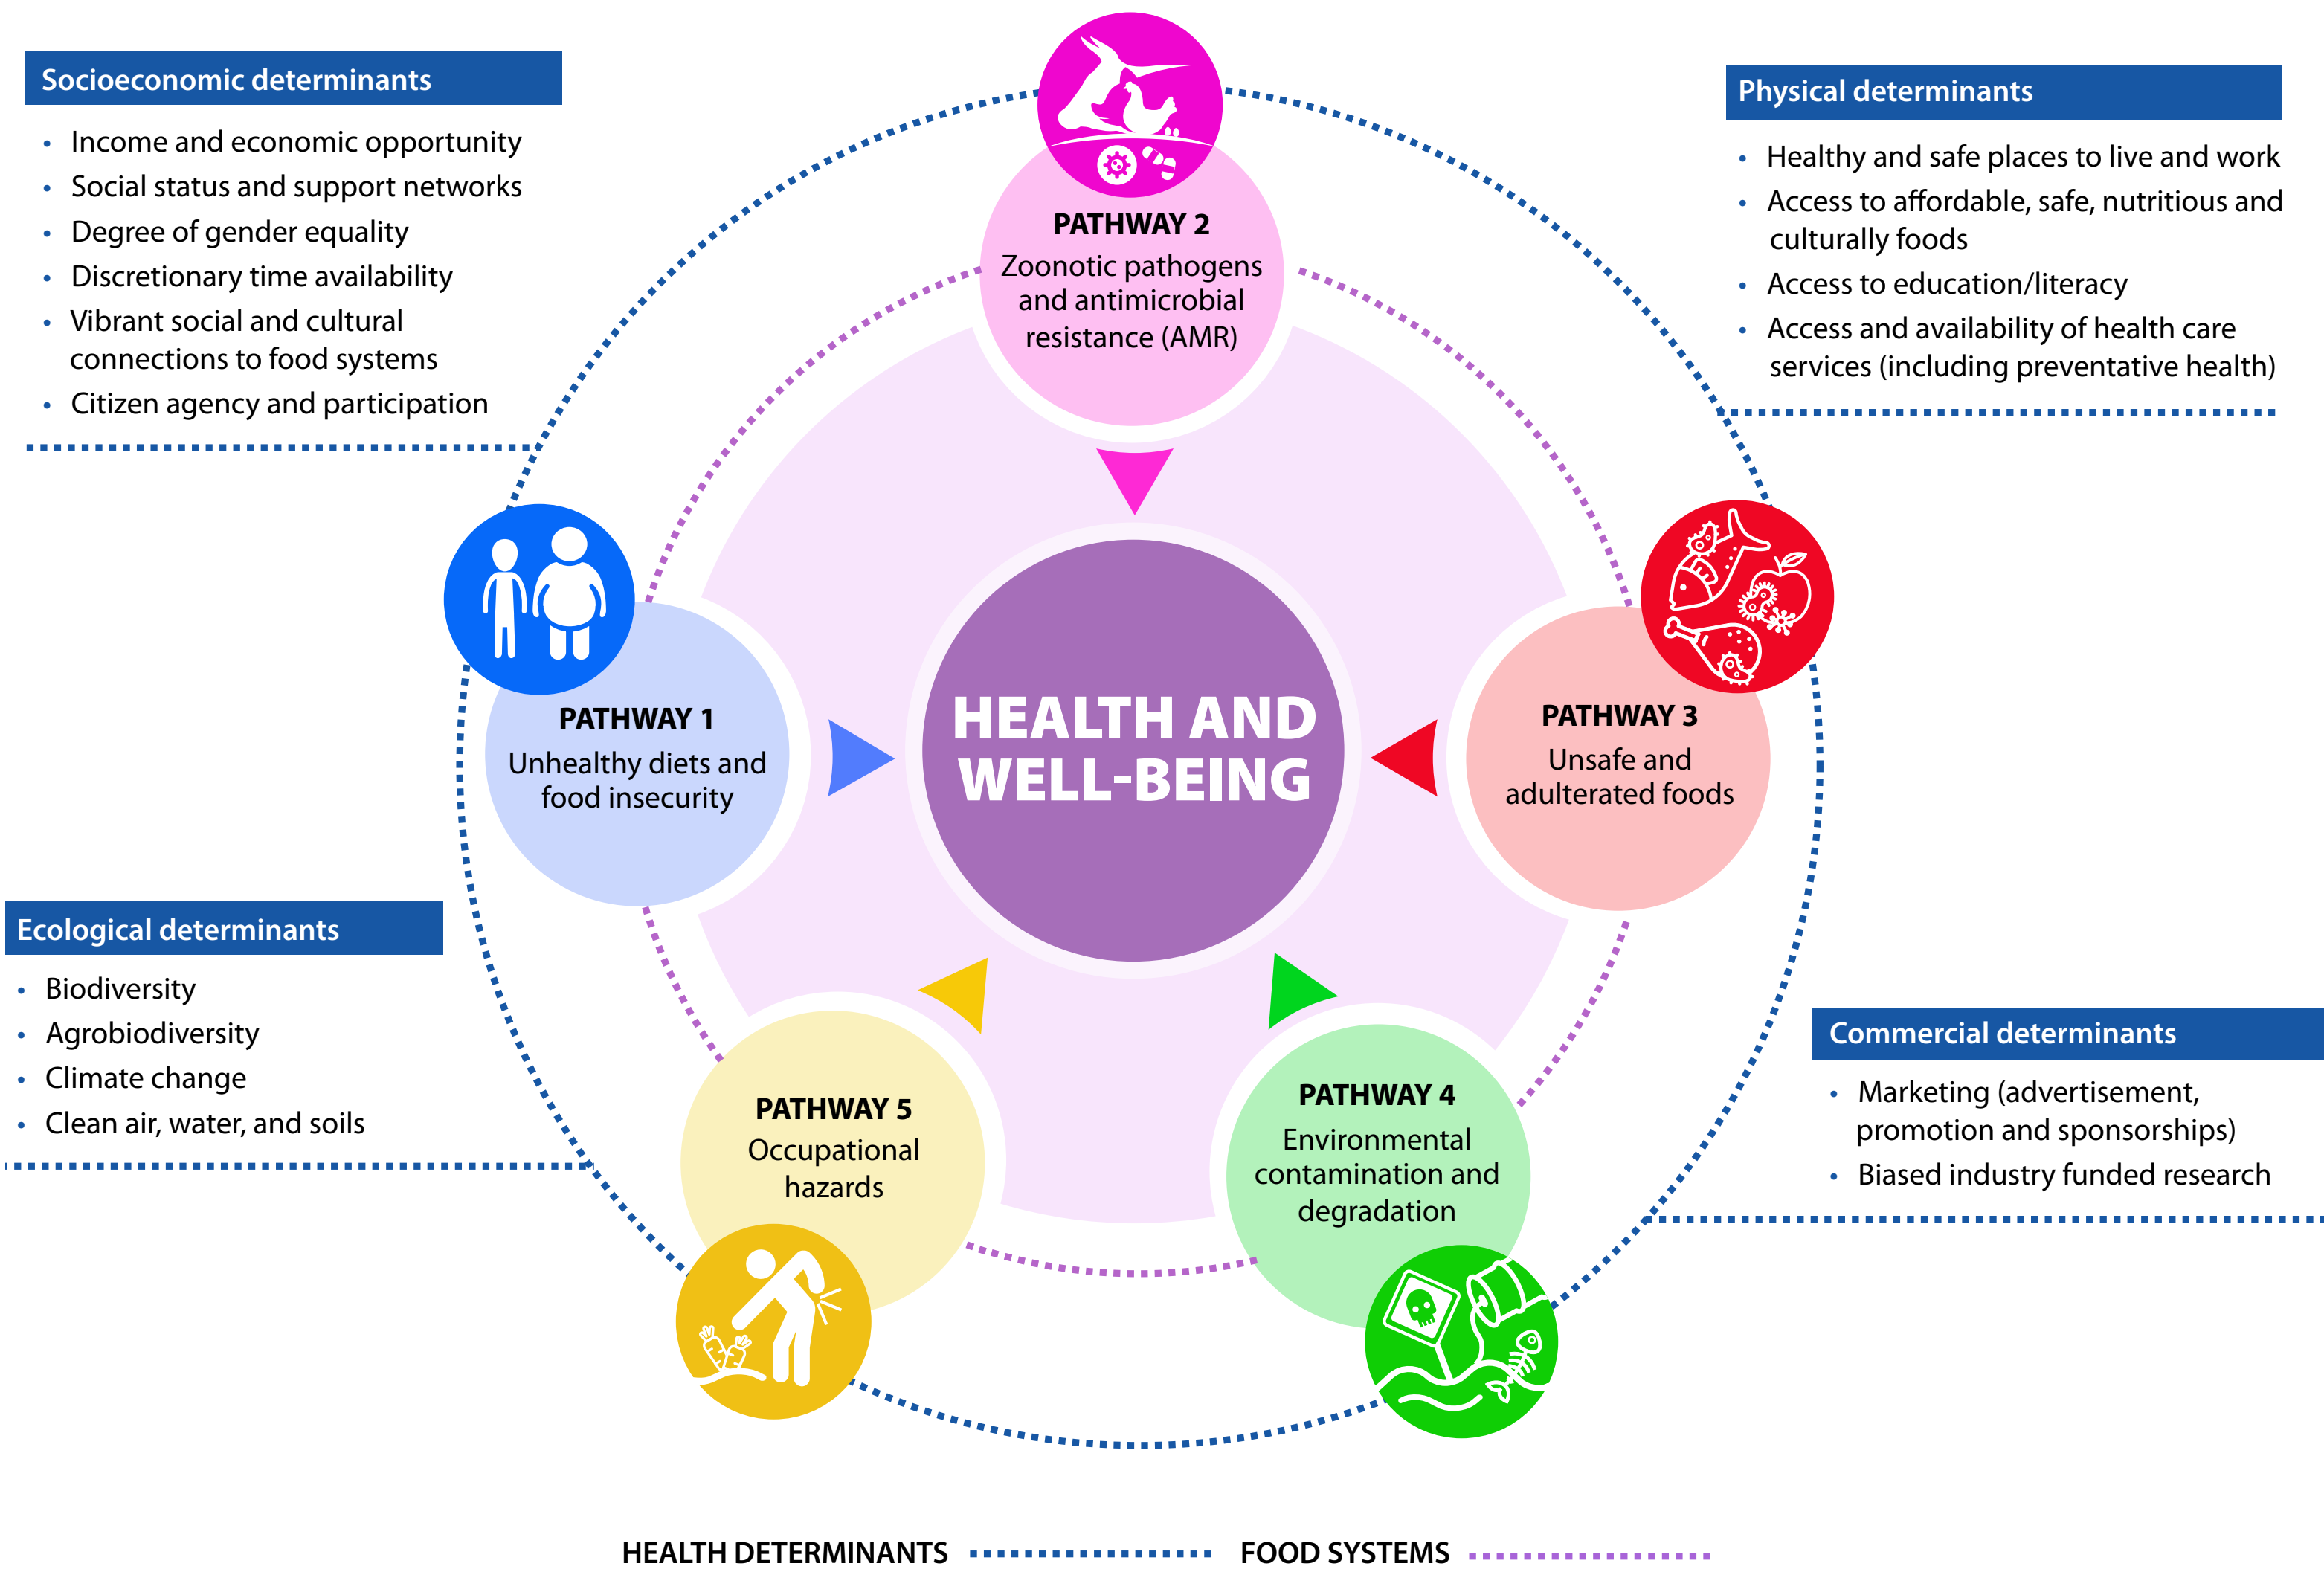 Socioeconomic determinants
• Income and economic opportunity
• Social status and support networks
• Degree of gender equality
• Discretionary time availability
• Vibrant social and cultural
connections to food systems
• Citizen agency and participation
Physical determinants
• Healthy and safe places to live and work
• Access to affordable, safe, nutritious and
culturally foods
• Access to education/literacy
• Access and availability of health care
services (including preventative health)
PATHWAY 2
Zoonotic pathogens
and antimicrobial
resistance (AMR)
PATHWAY 1
Unhealthy diets and
food insecurity
HEALTH AND
WELL-BEING
PATHWAY 3
Unsafe and
adulterated foods
Ecological determinants
• Biodiversity
• Agrobiodiversity
• Climate change
• Clean air, water, and soils
PATHWAY 5
Occupational
hazards
PATHWAY 4
Environmental
contamination and
degradation
Commercial determinants
• Marketing (advertisement,
promotion and sponsorships)
• Biased industry funded research
HEALTH DETERMINANTS
FOOD SYSTEMS